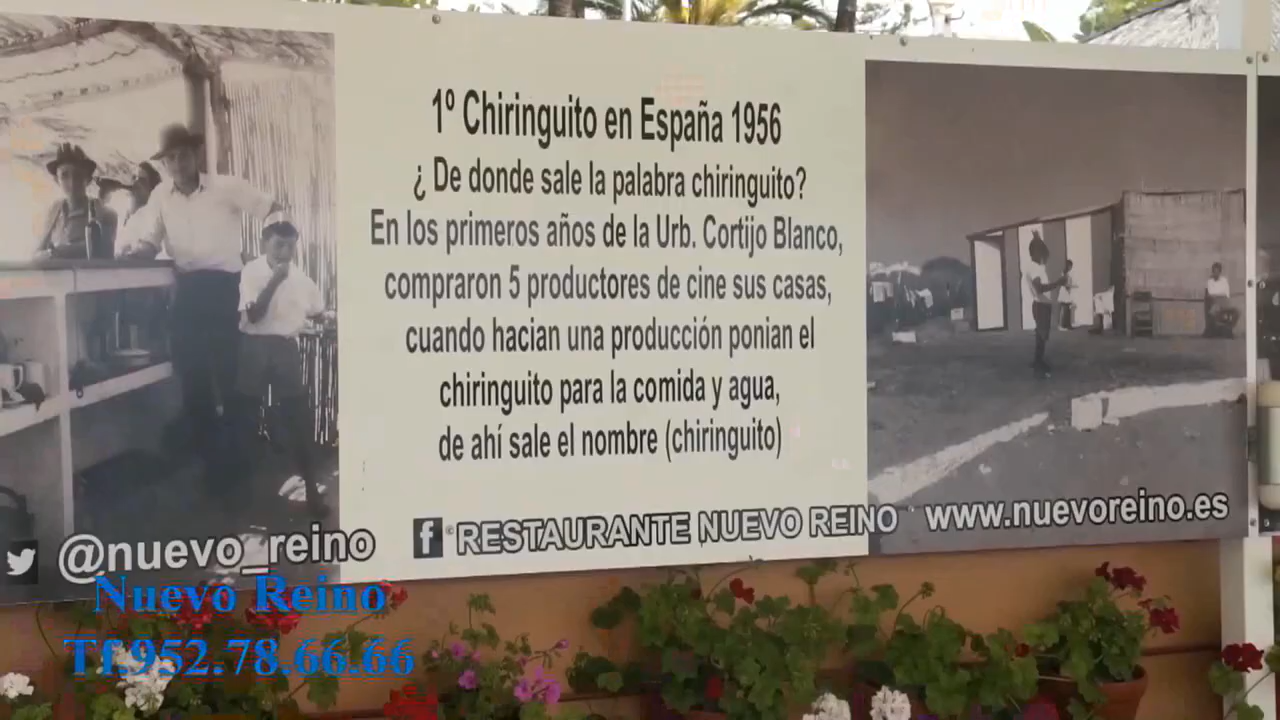 1º Chiringuito en España 1956
¿ De donde sale la palabra chiringuito?
En los primeros años de la Urb. Cortijo Blanco,
compraron 5 productores de cine sus casas,
cuando hacian una producción ponian el
chiringuito para la comida y agua,
de ahí sale el nombre (chiringuito)
@nuevo_reino
f RESTAURANTE NUEVO REINO
www.nuevoreino.es
Nuevo Reino
Tf.952.78.66.66